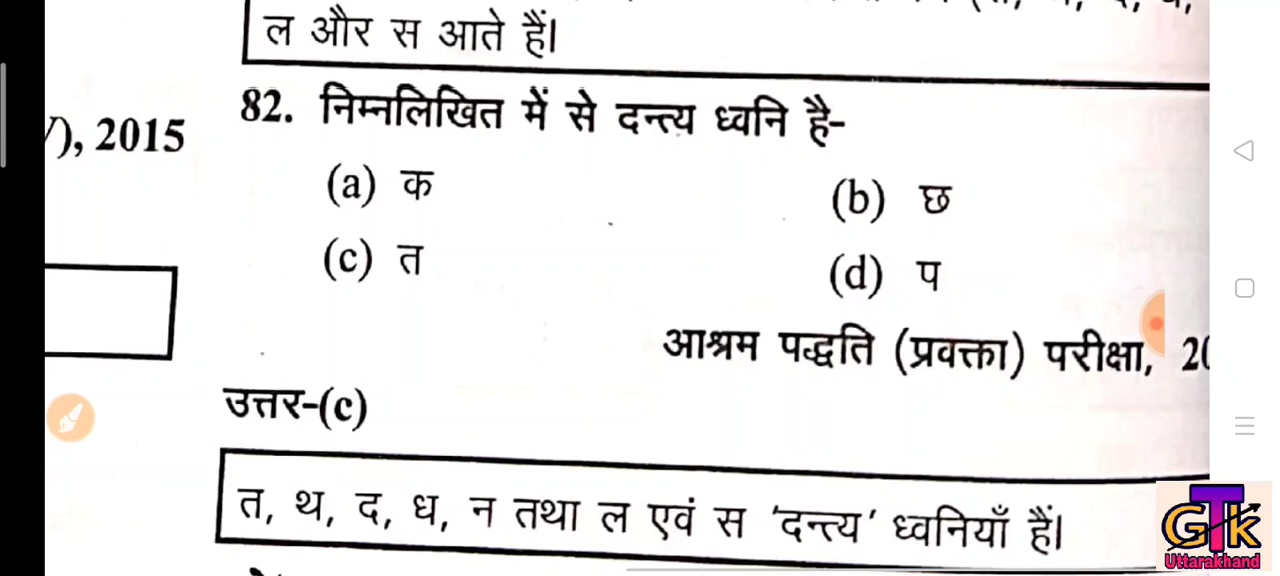 ल और स आते हैं।
), 2015
82. निम्नलिखित में से दन्त्य ध्वनि है-
(a) क
(b) छ
(c) त
(d) प
आश्रम पद्धति (प्रवक्ता) परीक्षा, 20
उत्तर-(c)
त, थ, द, ध, न तथा ल एवं स 'दन्त्य' ध्वनियाँ हैं।
GTK
Uttarakhand